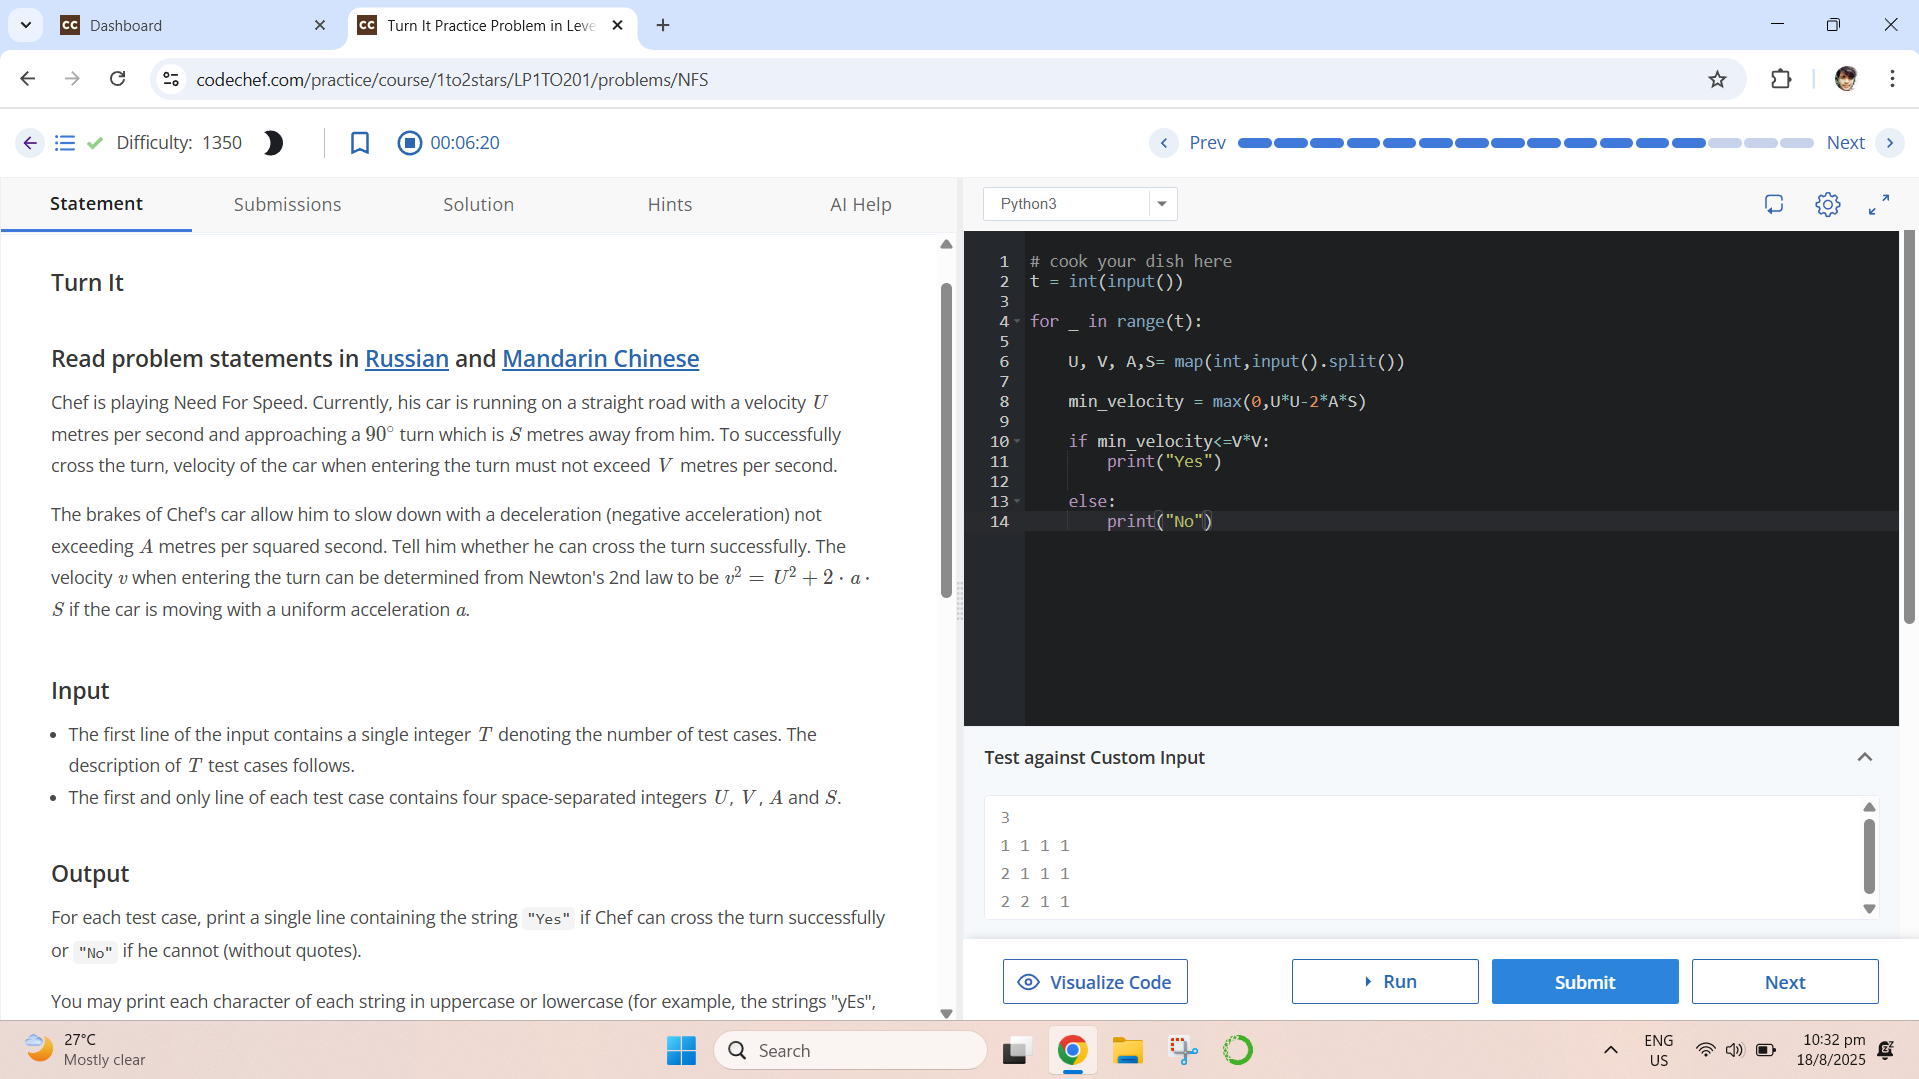 Dashboard
Turn It Practice Problem in Leve
codechef.com/practice/course/1to2stars/LP1TO201/problems/NFS
Difficulty: 1350
00:06:20
Prev
Next
Statement
Submissions
Solution
Hints
AI Help
Turn It
Read problem statements in Russian and Mandarin Chinese
Chef is playing Need For Speed. Currently, his car is running on a straight road with a velocity U
metres per second and approaching a 90° turn which is S metres away from him. To successfully
cross the turn, velocity of the car when entering the turn must not exceed V metres per second.
The brakes of Chef's car allow him to slow down with a deceleration (negative acceleration) not
exceeding A metres per squared second. Tell him whether he can cross the turn successfully. The
velocity v when entering the turn can be determined from Newton's 2nd law to be v² = U² + 2 · a ·
S if the car is moving with a uniform acceleration a.
Input
• The first line of the input contains a single integer T denoting the number of test cases. The
description of T test cases follows.
• The first and only line of each test case contains four space-separated integers U, V, A and S.
Output
For each test case, print a single line containing the string "Yes" if Chef can cross the turn successfully
or "No" if he cannot (without quotes).
You may print each character of each string in uppercase or lowercase (for example, the strings "yEs",
Python3
1 # cook your dish here
2 t = int(input())
3
4 for _ in range(t):
5
6 U, V, A,S= map(int,input().split())
7
8 min_velocity = max(0,U*U-2*A*S)
9
10 if min_velocity<=V*V:
11 print("Yes")
12
13 else:
14 print("No")
Test against Custom Input
3
1 1 1 1
2 1 1 1
2 2 1 1
Visualize Code
Run
Submit
Next
27°C
Mostly clear
Search
ENG
US
10:32 pm
18/8/2025